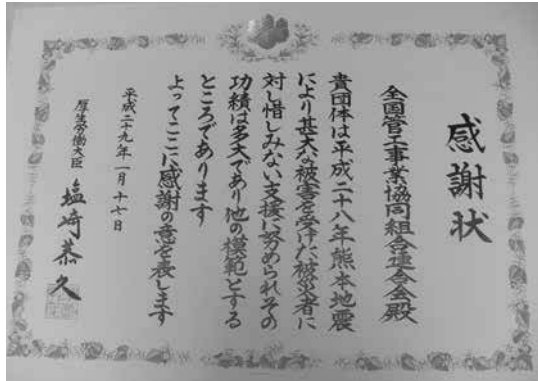 感謝状
全国管工事業協同組合連合会殿
貴団体は平成二十八年熊本地震
により甚大な被害を受けた被災者に
対し惜しみない支援に努められその
功績は多大であり他の模範とする
ところであります
よってここに感謝の意を表します
平成二十九年一月十七日
厚生労働大臣 塩崎恭久